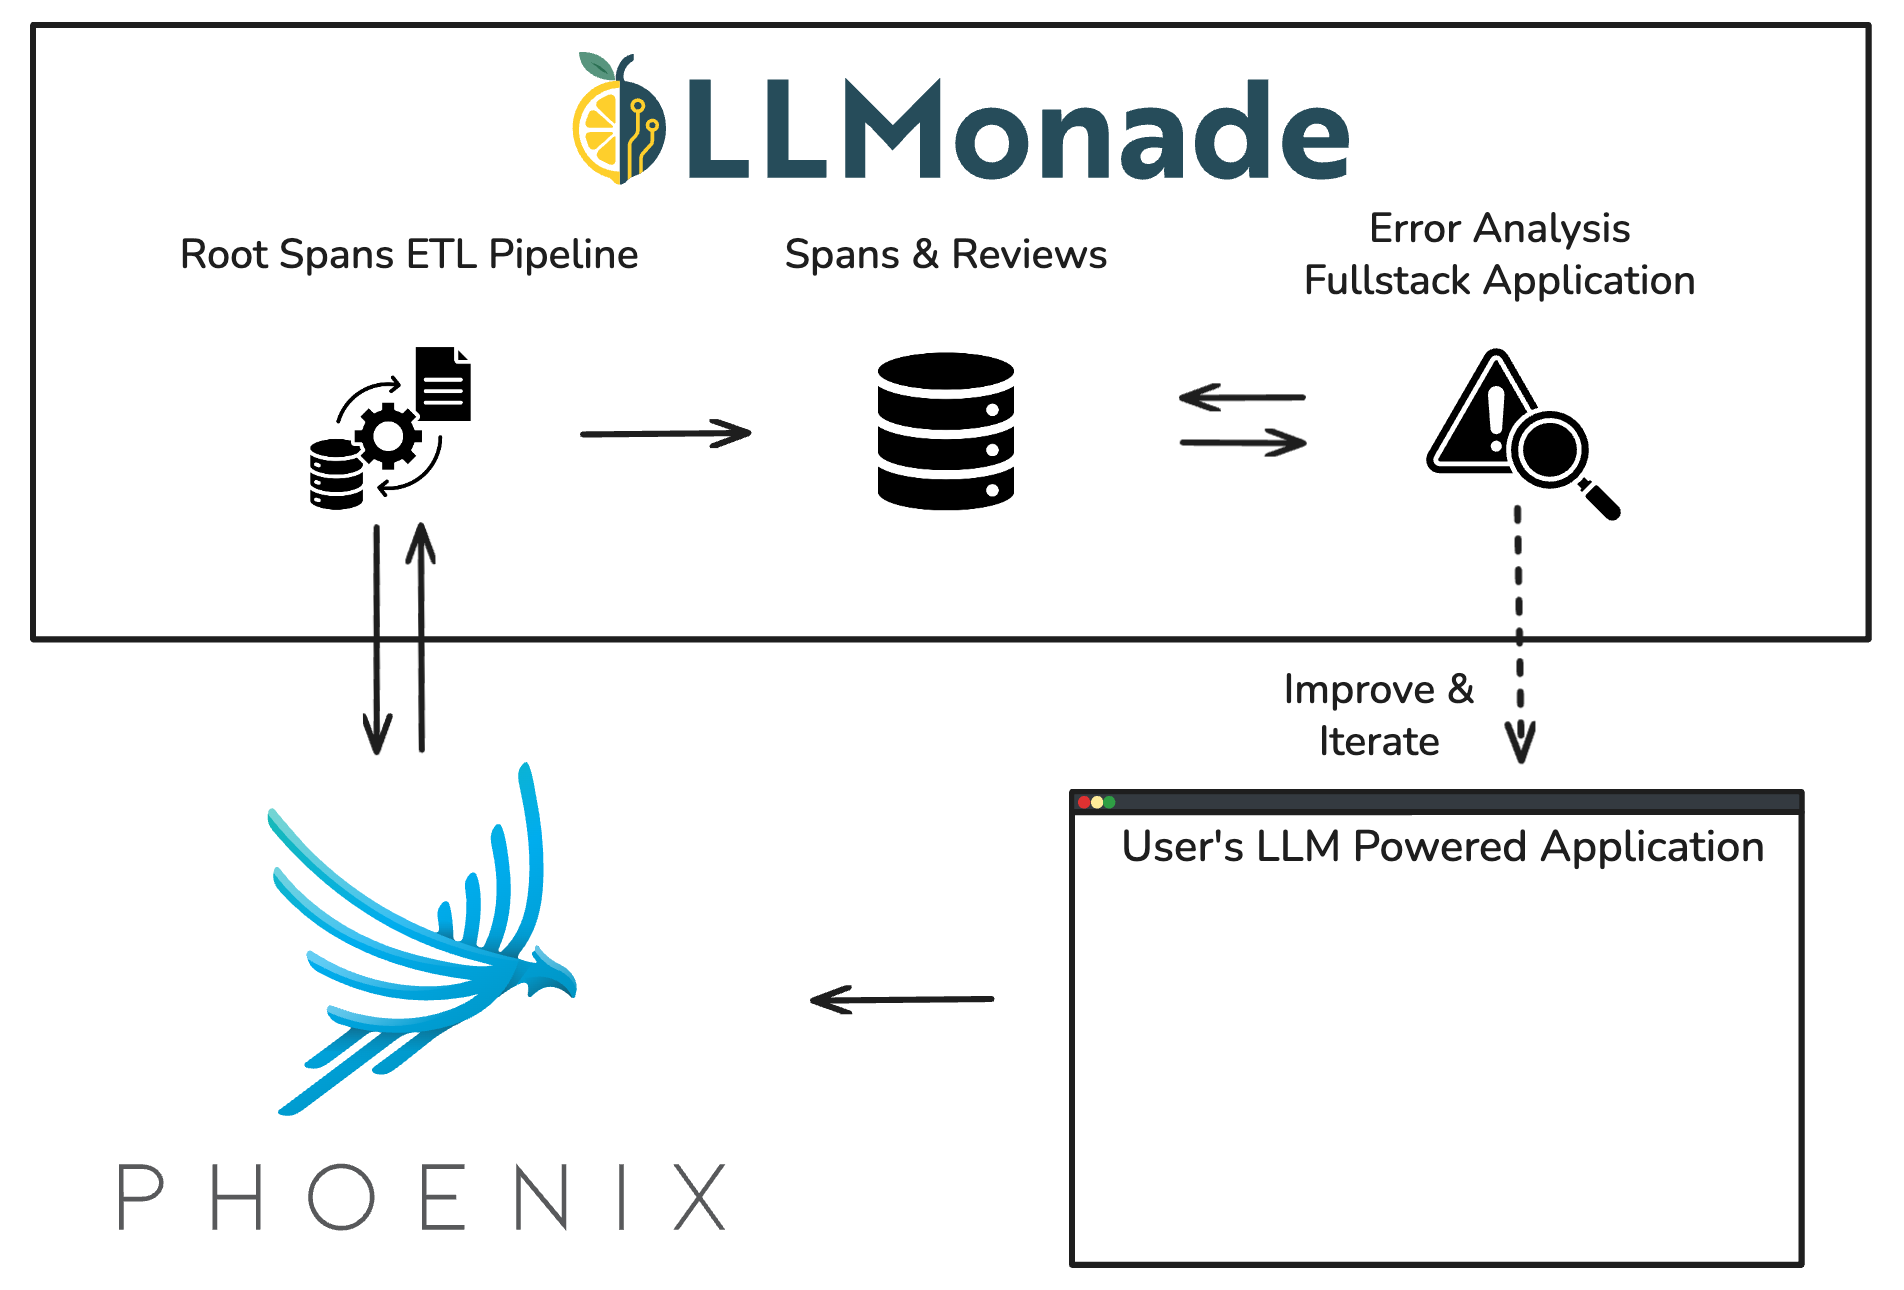 LLMonade
Root Spans ETL Pipeline
Spans & Reviews
Error Analysis
Fullstack Application
Improve &
Iterate
User's LLM Powered Application
PHOENIX